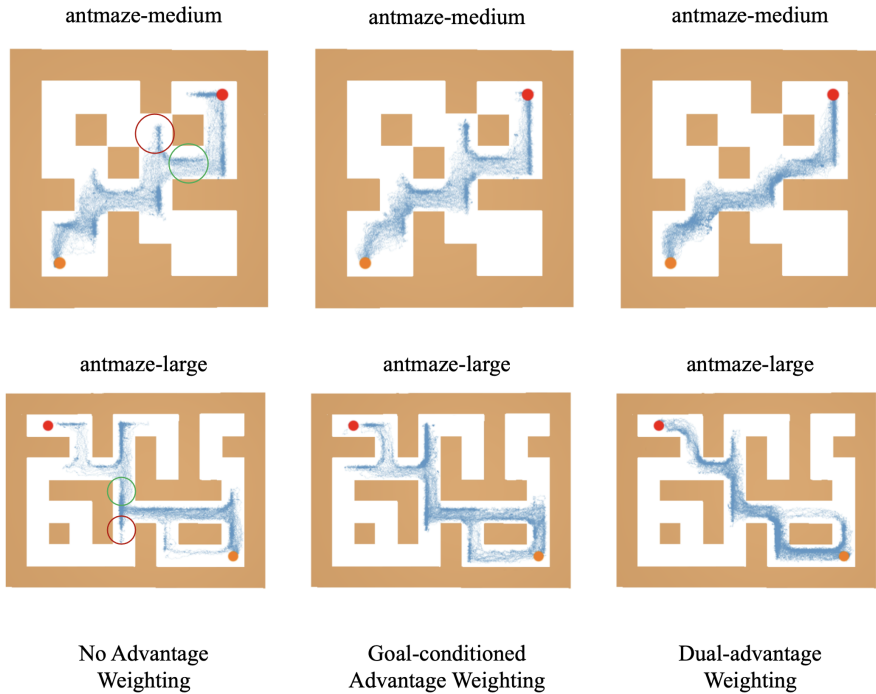 antmaze-medium
antmaze-medium
antmaze-medium
antmaze-large
antmaze-large
antmaze-large
No Advantage
Weighting
Goal-conditioned
Advantage Weighting
Dual-advantage
Weighting